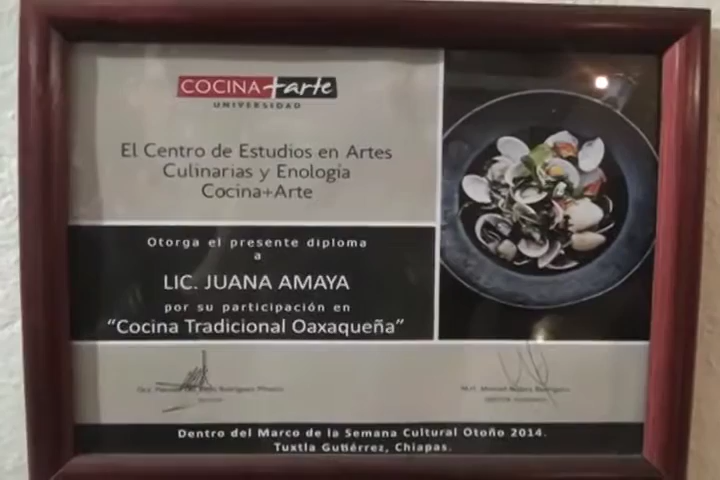 COCINA+arte
UNIVERSIDAD
El Centro de Estudios en Artes
Culinarias y Enología
Cocina+Arte
Otorga el presente diploma
a
LIC. JUANA AMAYA
por su participación en
“Cocina Tradicional Oaxaqueña”
Rodríguez
Dentro del Marco de la Semana Cultural Otoño 2014.
Tuxtla Gutiérrez, Chiapas.